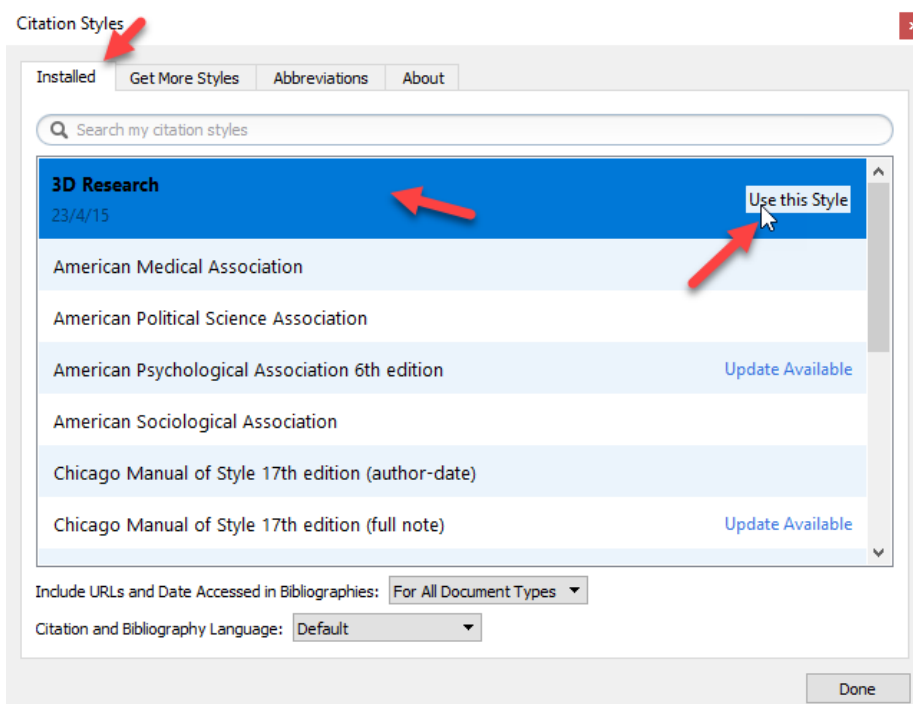 Citation Styles
Installed Get More Styles Abbreviations About
Search my citation styles
3D Research
23/4/15 Use this Style
American Medical Association
American Political Science Association
American Psychological Association 6th edition Update Available
American Sociological Association
Chicago Manual of Style 17th edition (author-date)
Chicago Manual of Style 17th edition (full note) Update Available
Include URLs and Date Accessed in Bibliographies: For All Document Types
Citation and Bibliography Language: Default
Done